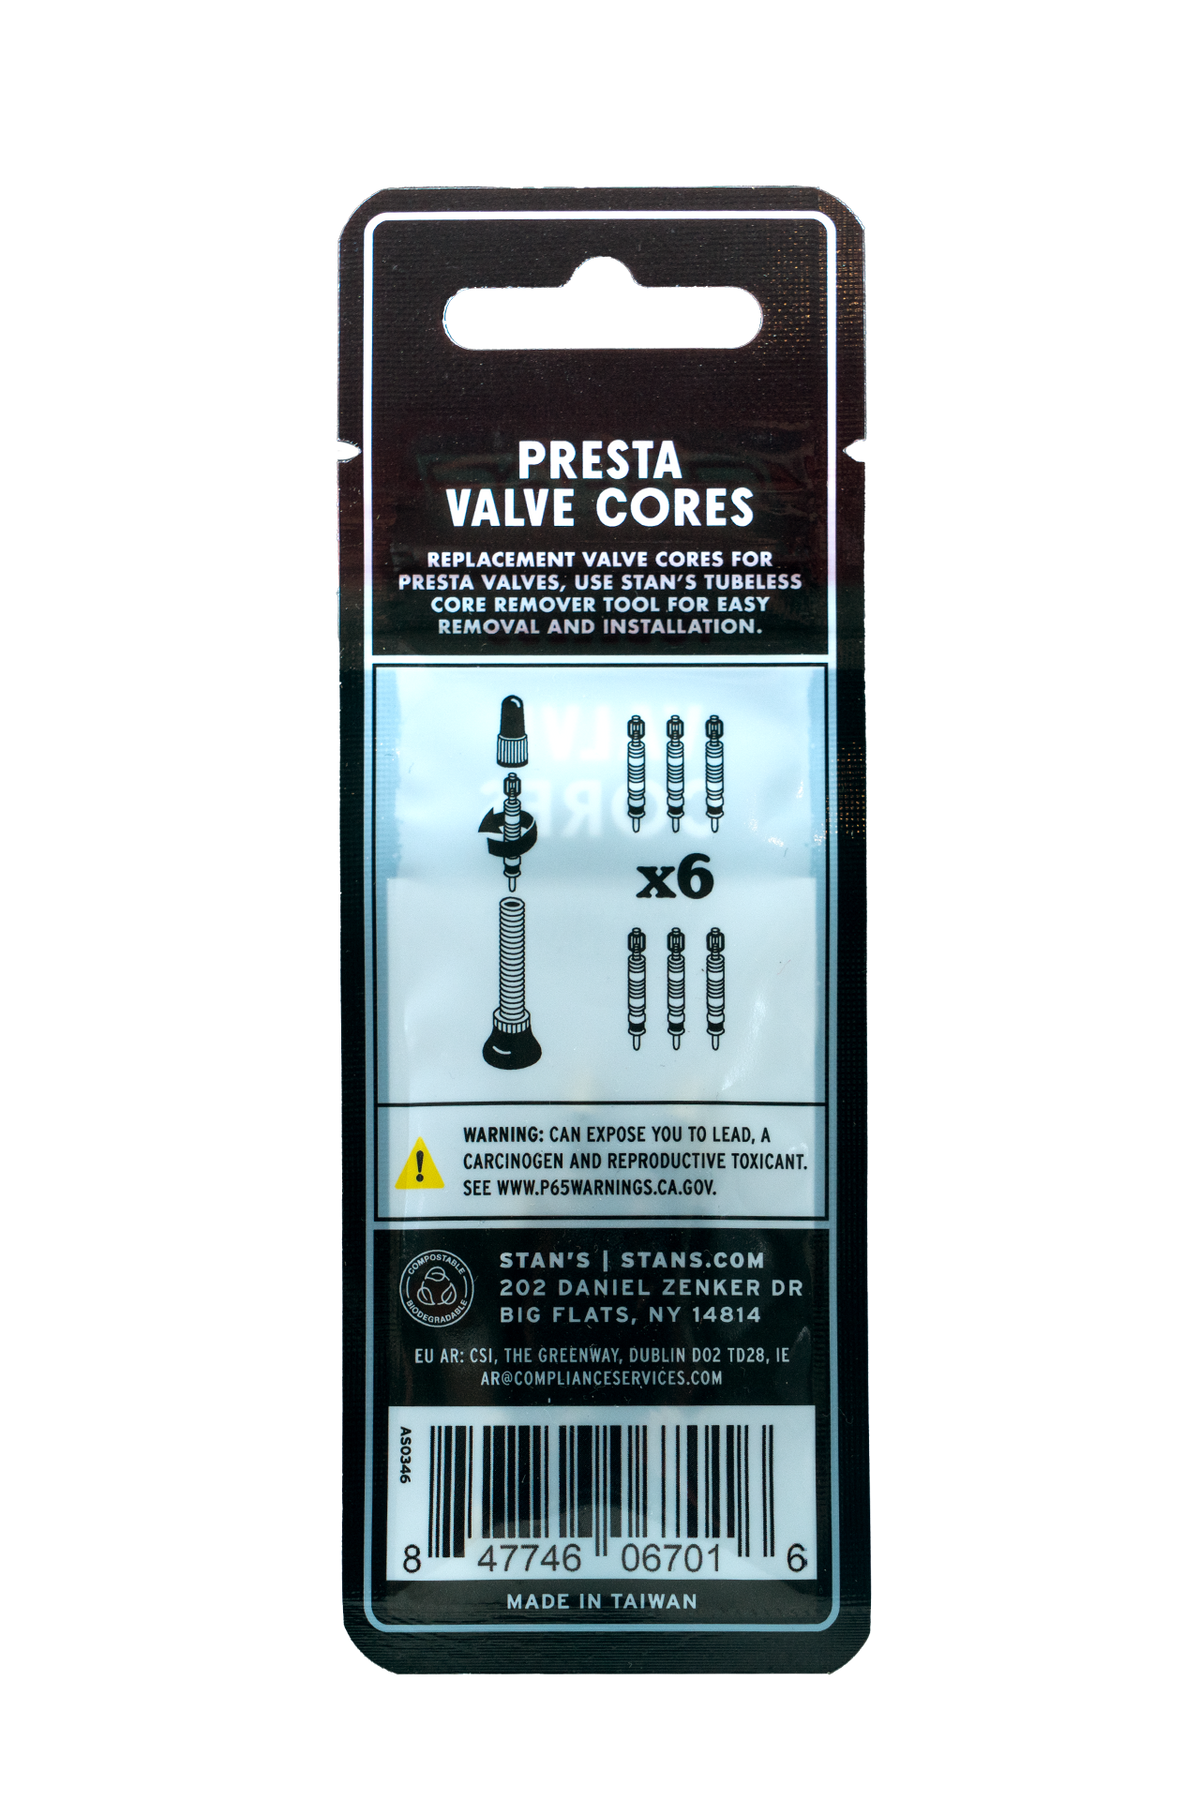 PRESTA
VALVE CORES
REPLACEMENT VALVE CORES FOR
PRESTA VALVES, USE STAN'S TUBELESS
CORE REMOVER TOOL FOR EASY
REMOVAL AND INSTALLATION.
VALVE
CORES
x6
WARNING: CAN EXPOSE YOU TO LEAD, A
CARCINOGEN AND REPRODUCTIVE TOXICANT.
SEE WWW.P65WARNINGS.CA.GOV.
COMPOSTABLE
BIODEGRADABLE
STAN'S | STANS.COM
202 DANIEL ZENKER DR
BIG FLATS, NY 14814
EU AR: CSI, THE GREENWAY, DUBLIN D02 TD28, IE
AR@COMPLIANCESERVICES.COM
AS0346
8 47746 06701 6
MADE IN TAIWAN